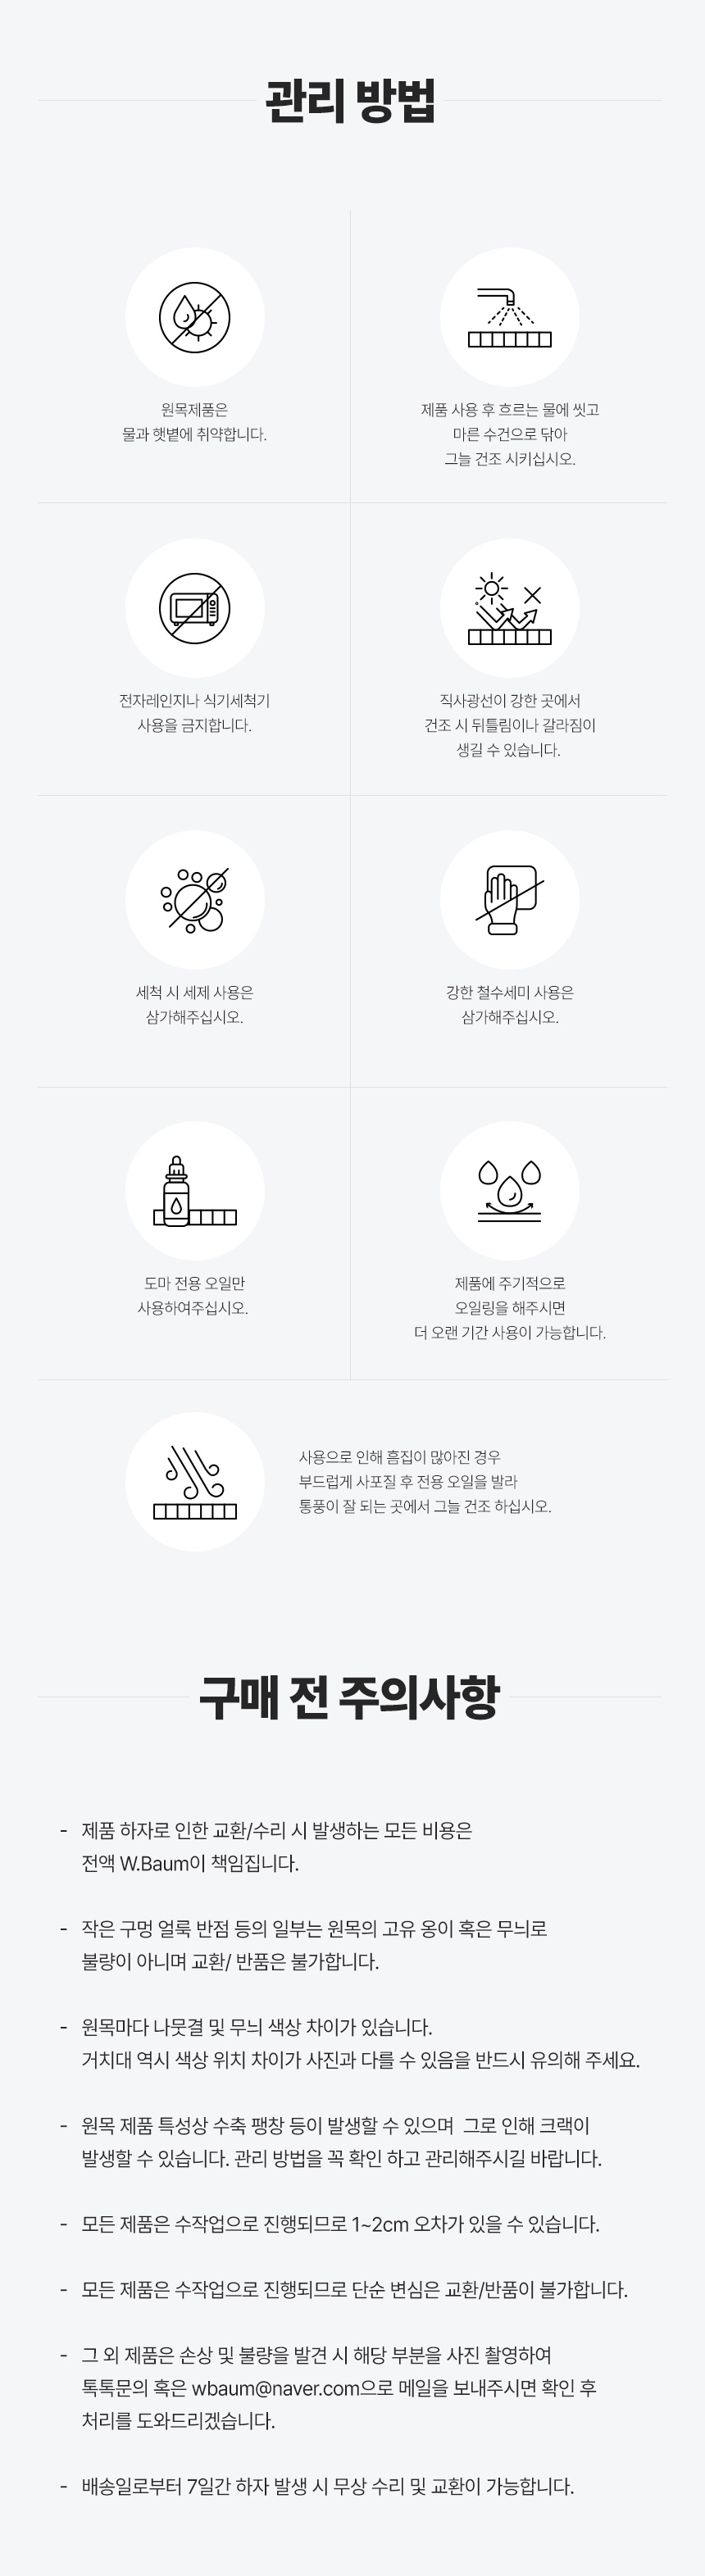 관리 방법
원목제품은
물과 햇볕에 취약합니다.
제품 사용 후 흐르는 물에 씻고
마른 수건으로 닦아
그늘 건조 시키십시오.
전자레인지나 식기세척기
사용을 금지합니다.
직사광선이 강한 곳에서
건조 시 뒤틀림이나 갈라짐이
생길 수 있습니다.
세척 시 세제 사용은
삼가해주십시오.
강한 철수세미 사용은
삼가해주십시오.
도마 전용 오일만
사용하여주십시오.
제품에 주기적으로
오일링을 해주시면
더 오랜 기간 사용이 가능합니다.
사용으로 인해 흠집이 많아진 경우
부드럽게 사포질 후 전용 오일을 발라
통풍이 잘 되는 곳에서 그늘 건조 하십시오.
구매 전 주의사항
- 제품 하자로 인한 교환/수리 시 발생하는 모든 비용은
전액 W.Baum이 책임집니다.
- 작은 구멍 얼룩 반점 등의 일부는 원목의 고유 옹이 혹은 무늬로
불량이 아니며 교환/ 반품은 불가합니다.
- 원목마다 나뭇결 및 무늬 색상 차이가 있습니다.
거치대 역시 색상 위치 차이가 사진과 다를 수 있음을 반드시 유의해 주세요.
- 원목 제품 특성상 수축 팽창 등이 발생할 수 있으며 그로 인해 크랙이
발생할 수 있습니다. 관리 방법을 꼭 확인 하고 관리해주시길 바랍니다.
- 모든 제품은 수작업으로 진행되므로 1~2cm 오차가 있을 수 있습니다.
- 모든 제품은 수작업으로 진행되므로 단순 변심은 교환/반품이 불가합니다.
- 그 외 제품은 손상 및 불량을 발견 시 해당 부분을 사진 촬영하여
톡톡문의 혹은 wbaum@naver.com으로 메일을 보내주시면 확인 후
처리를 도와드리겠습니다.
- 배송일로부터 7일간 하자 발생 시 무상 수리 및 교환이 가능합니다.